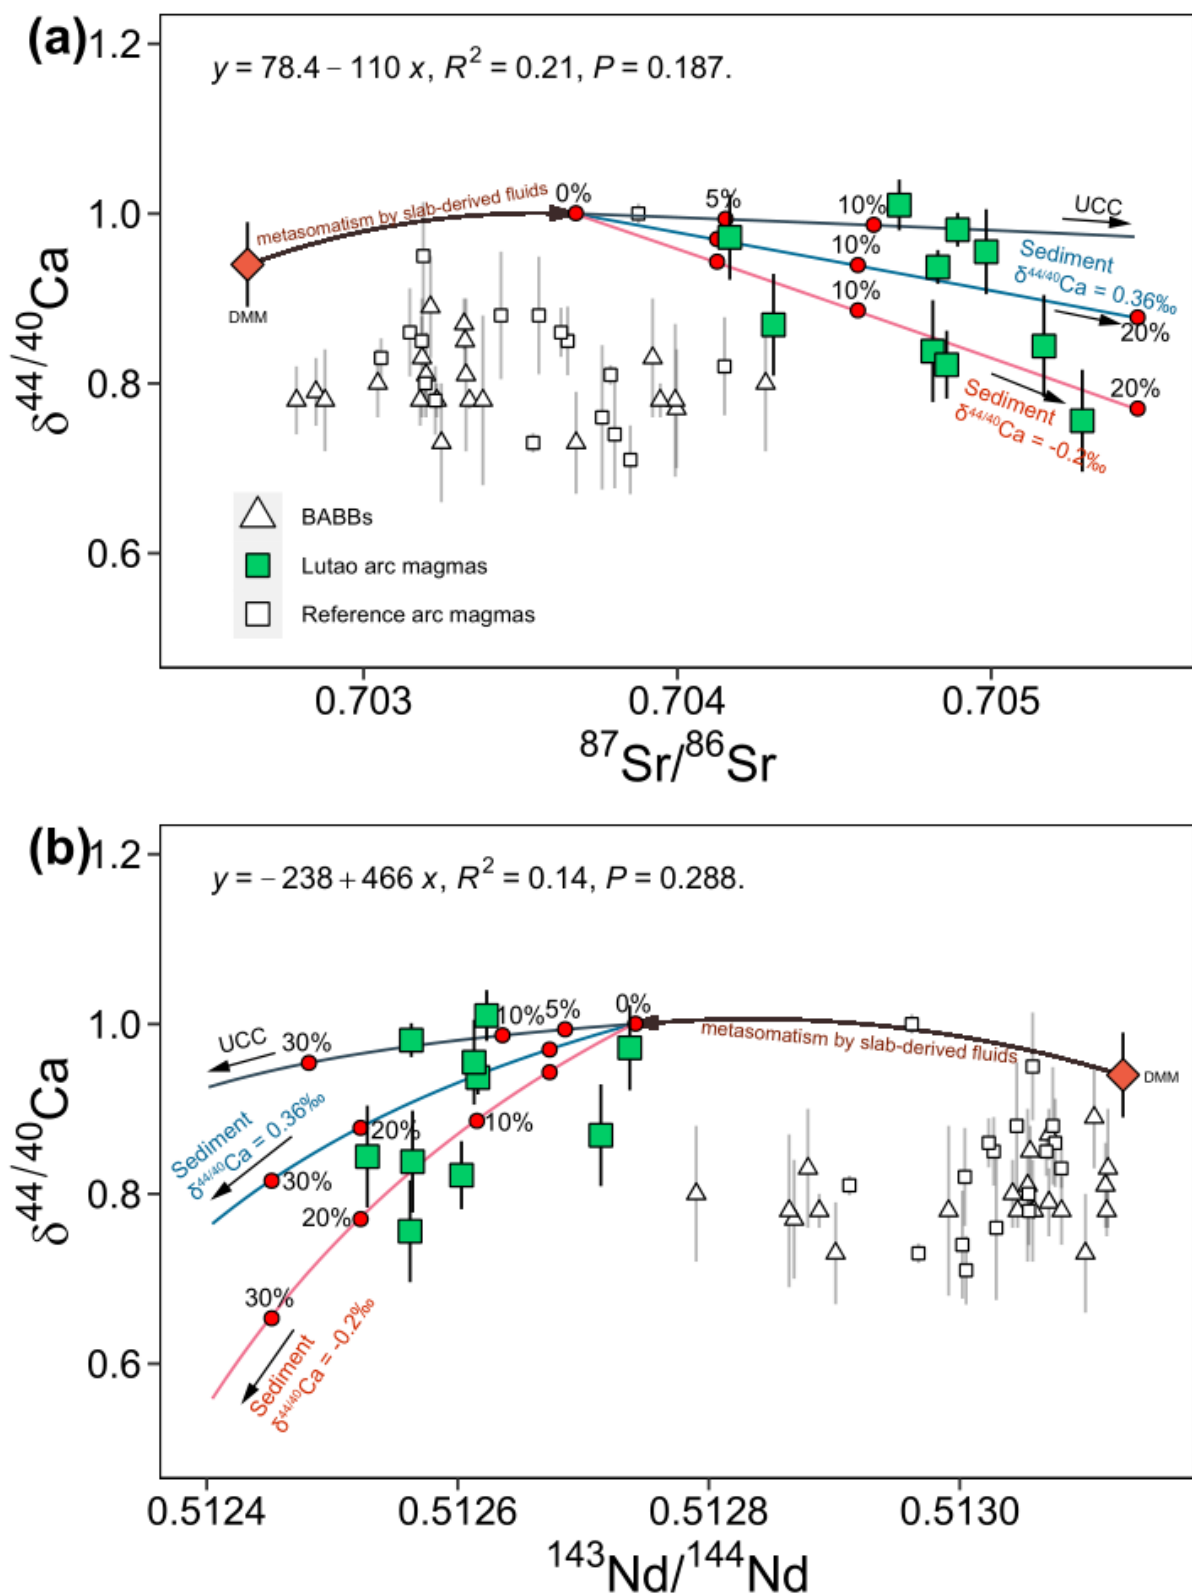 (a)
1.2
y = 78.4 − 110 x, R² = 0.21, P = 0.187.
metasomatism by slab-derived fluids
0%
5%
10%
UCC
1.0
10%
Sediment
δ⁴⁴/⁴⁰Ca = 0.36‰
DMM
10%
20%
δ⁴⁴/⁴⁰Ca
0.8
20%
Sediment
δ⁴⁴/⁴⁰Ca = -0.2‰
BABBs
0.6
Lutao arc magmas
Reference arc magmas
0.703
0.704
0.705
⁸⁷Sr/⁸⁶Sr
(b)
1.2
y = − 238 + 466 x, R² = 0.14, P = 0.288.
1.0
UCC
30%
10%
5%
0%
metasomatism by slab-derived fluids
DMM
Sediment
δ⁴⁴/⁴⁰Ca = 0.36‰
20%
10%
δ⁴⁴/⁴⁰Ca
0.8
30%
20%
30%
0.6
Sediment
δ⁴⁴/⁴⁰Ca = -0.2‰
0.5124
0.5126
0.5128
0.5130
¹⁴³Nd/¹⁴⁴Nd